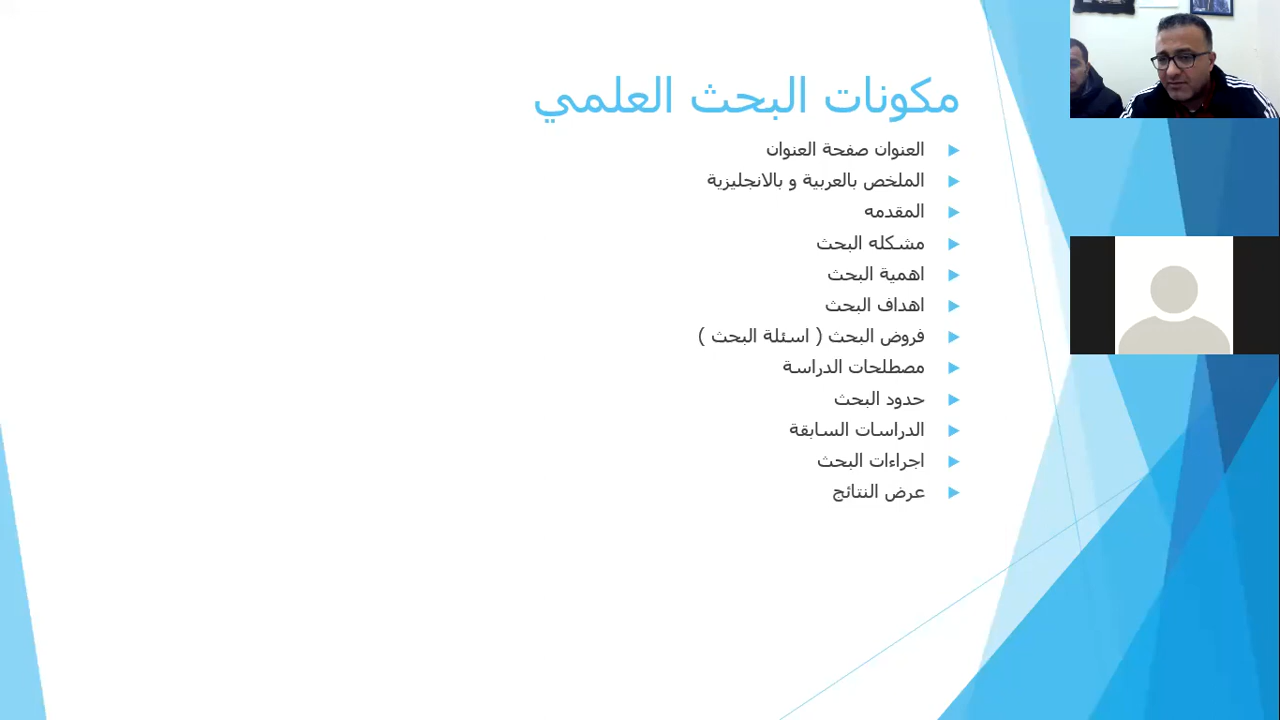 مكونات البحث العلمي
العنوان صفحة العنوان
الملخص بالعربية و بالانجليزية
المقدمه
مشكله البحث
اهمية البحث
اهداف البحث
فروض البحث ( اسئلة البحث )
مصطلحات الدراسة
حدود البحث
الدراسات السابقة
اجراءات البحث
عرض النتائج